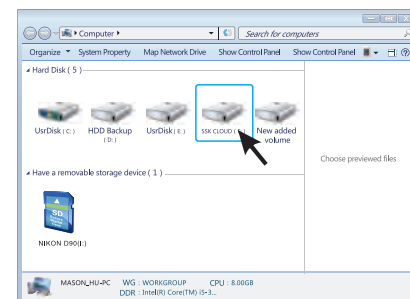 Computer
Search for computers
Organize System Property Map Network Drive Show Control Panel Show Control Panel
Hard Disk ( 5 )
UsrDisk ( C: ) HDD Backup ( D: ) UsrDisk ( E: ) SSK CLOUD ( New added volume
Choose previewed files
Have a removable storage device ( 1 )
SD
NIKON D90(I:)
MASON_HU-PC WG : WORKGROUP CPU : 8.00GB
DDR : Intel(R) Core(TM) i5-3...